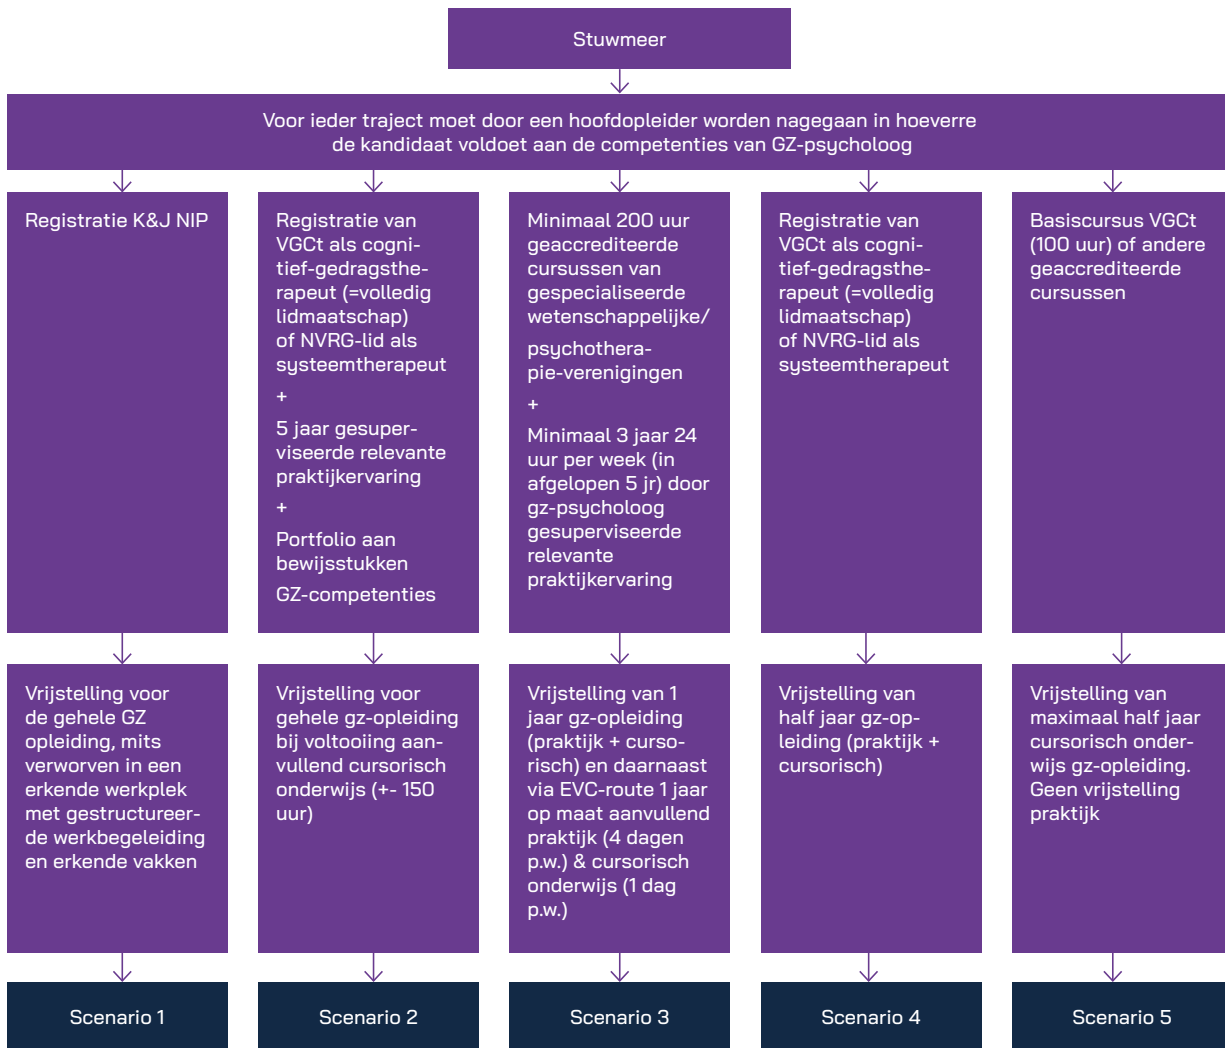 Stuwmeer
Voor ieder traject moet door een hoofdopleider worden nagegaan in hoeverre
de kandidaat voldoet aan de competenties van GZ-psycholoog
Registratie K&J NIP
Registratie van
VGCt als cogni-
tief-gedragsthe-
rapeut (=volledig
lidmaatschap)
of NVRG-lid als
systeemtherapeut
+
5 jaar gesuper-
viseerde relevante
praktijkervaring
+
Portfolio aan
bewijsstukken
GZ-competenties
Minimaal 200 uur
geaccrediteerde
cursussen van
gespecialiseerde
wetenschappelijke/
psychothera-
pie-verenigingen
+
Minimaal 3 jaar 24
uur per week (in
afgelopen 5 jr) door
gz-psycholoog
gesuperviseerde
relevante
praktijkervaring
Registratie van
VGCt als cogni-
tief-gedragsthe-
rapeut (=volledig
lidmaatschap)
of NVRG-lid als
systeemtherapeut
Basiscursus VGCt
(100 uur) of andere
geaccrediteerde
cursussen
Vrijstelling voor
de gehele GZ
opleiding, mits
verworven in een
erkende werkplek
met gestructureer-
de werkbegeleiding
en erkende vakken
Vrijstelling voor
gehele gz-opleiding
bij voltooiing aan-
vullend cursorisch
onderwijs (+- 150
uur)
Vrijstelling van 1
jaar gz-opleiding
(praktijk + curso-
risch) en daarnaast
via EVC-route 1 jaar
op maat aanvullend
praktijk (4 dagen
p.w.) & cursorisch
onderwijs (1 dag
p.w.)
Vrijstelling van
half jaar gz-op-
leiding (praktijk +
cursorisch)
Vrijstelling van
maximaal half jaar
cursorisch onder-
wijs gz-opleiding.
Geen vrijstelling
praktijk
Scenario 1
Scenario 2
Scenario 3
Scenario 4
Scenario 5